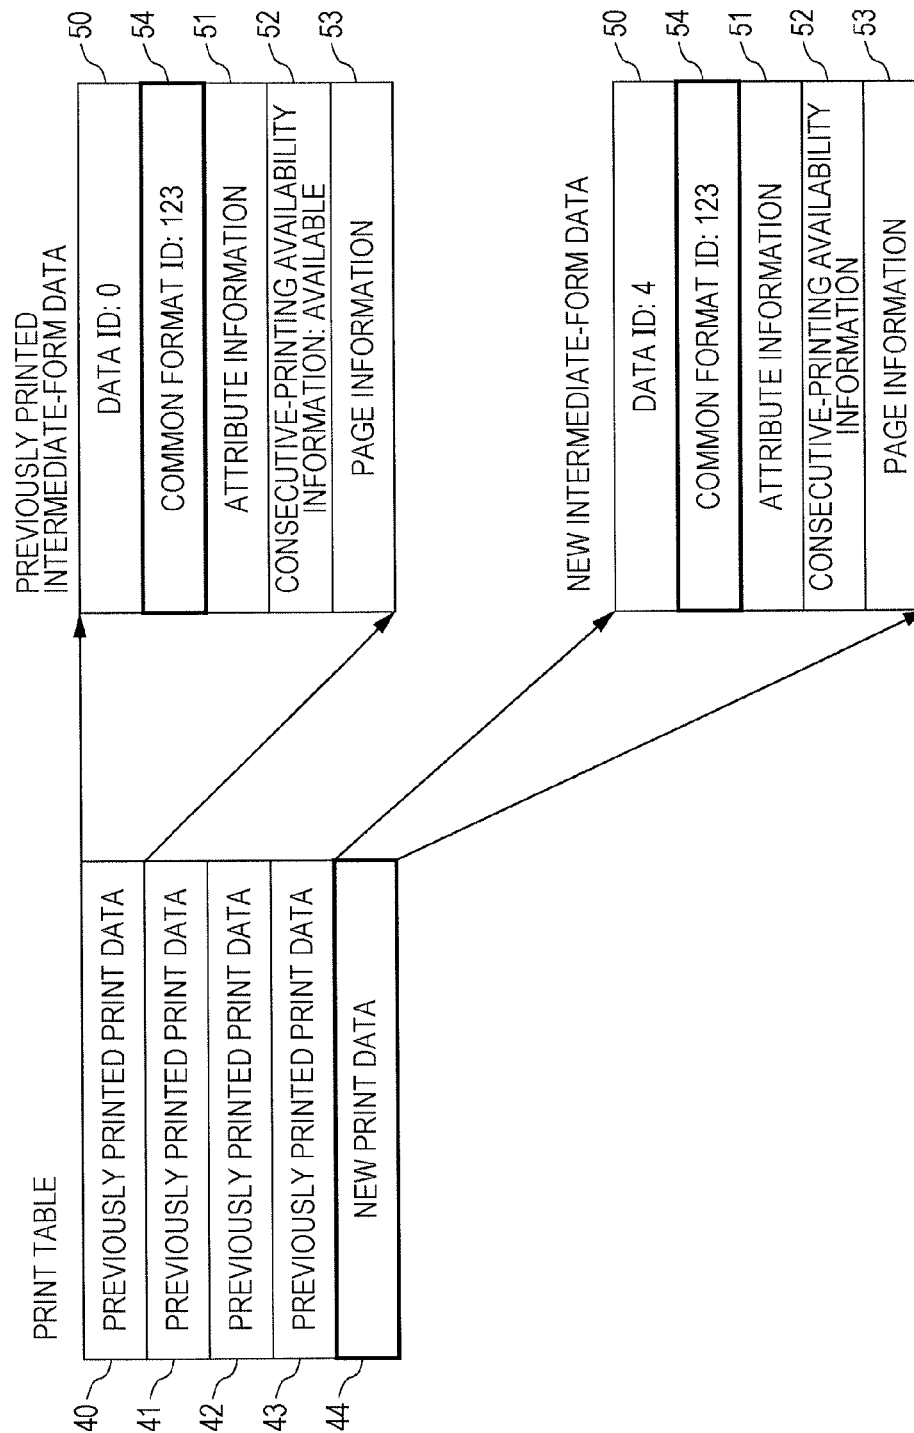 PRINT TABLE
40
PREVIOUSLY PRINTED PRINT DATA
41
PREVIOUSLY PRINTED PRINT DATA
42
PREVIOUSLY PRINTED PRINT DATA
43
PREVIOUSLY PRINTED PRINT DATA
44
NEW PRINT DATA
PREVIOUSLY PRINTED
INTERMEDIATE-FORM DATA
DATA ID: 0
50
COMMON FORMAT ID: 123
54
ATTRIBUTE INFORMATION
51
CONSECUTIVE-PRINTING AVAILABILITY
INFORMATION: AVAILABLE
52
PAGE INFORMATION
53
NEW INTERMEDIATE-FORM DATA
DATA ID: 4
50
COMMON FORMAT ID: 123
54
ATTRIBUTE INFORMATION
51
CONSECUTIVE-PRINTING AVAILABILITY
INFORMATION
52
PAGE INFORMATION
53